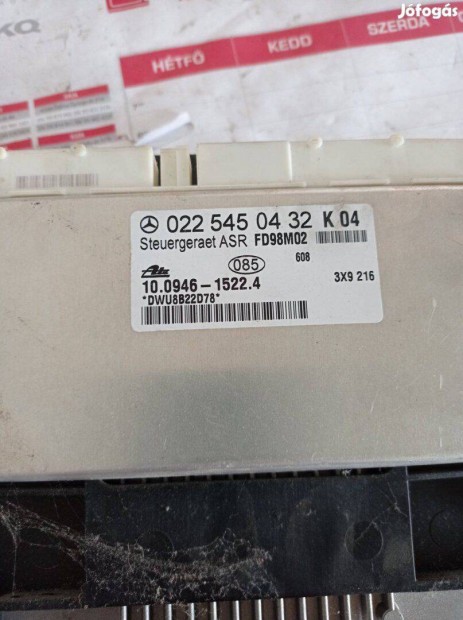 Jófogás
KQ
HÉTFŐ
KEDD
SZERDA
022 545 04 32 K 04
Steuergeraet ASR FD98M02
608
Ate
085
3X9 216
10.0946-1522.4
*DWU8B22D78*